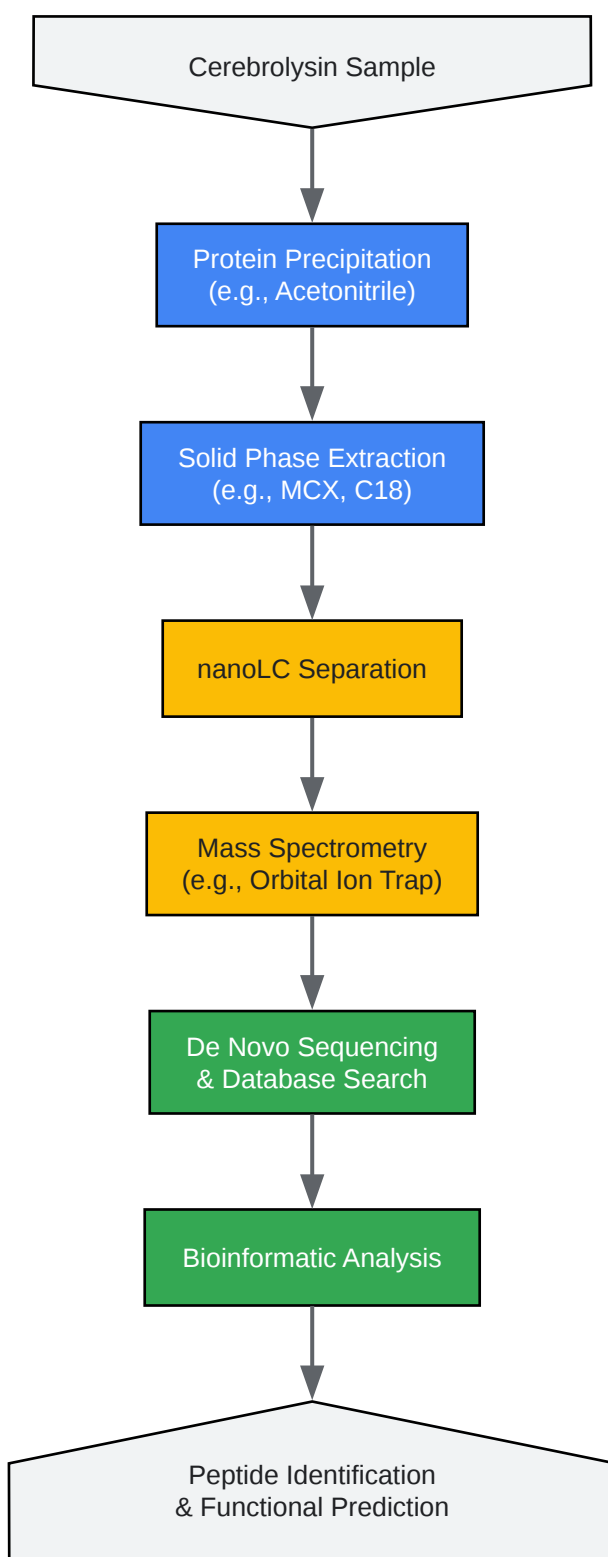 Cerebrolysin Sample
Protein Precipitation
(e.g., Acetonitrile)
Solid Phase Extraction
(e.g., MCX, C18)
nanoLC Separation
Mass Spectrometry
(e.g., Orbital Ion Trap)
De Novo Sequencing
& Database Search
Bioinformatic Analysis
Peptide Identification
& Functional Prediction